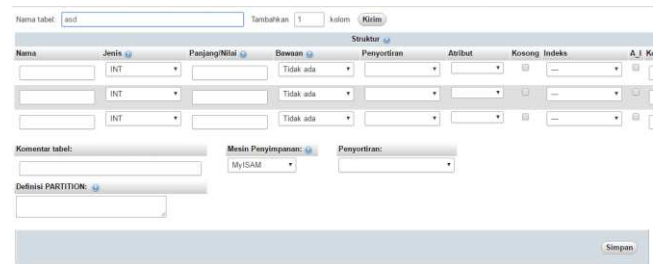 Nama tabel: asd Tambahkan 1 kolom Kirim
Struktur
Nama Jenis Panjang/Nilai Bawaan Penyortiran Atribut Kosong Indeks A_I
INT Tidak ada ---
INT Tidak ada ---
INT Tidak ada ---
Komentar tabel: Mesin Penyimpanan: Penyortiran:
MyISAM
Definisi PARTITION:
Simpan